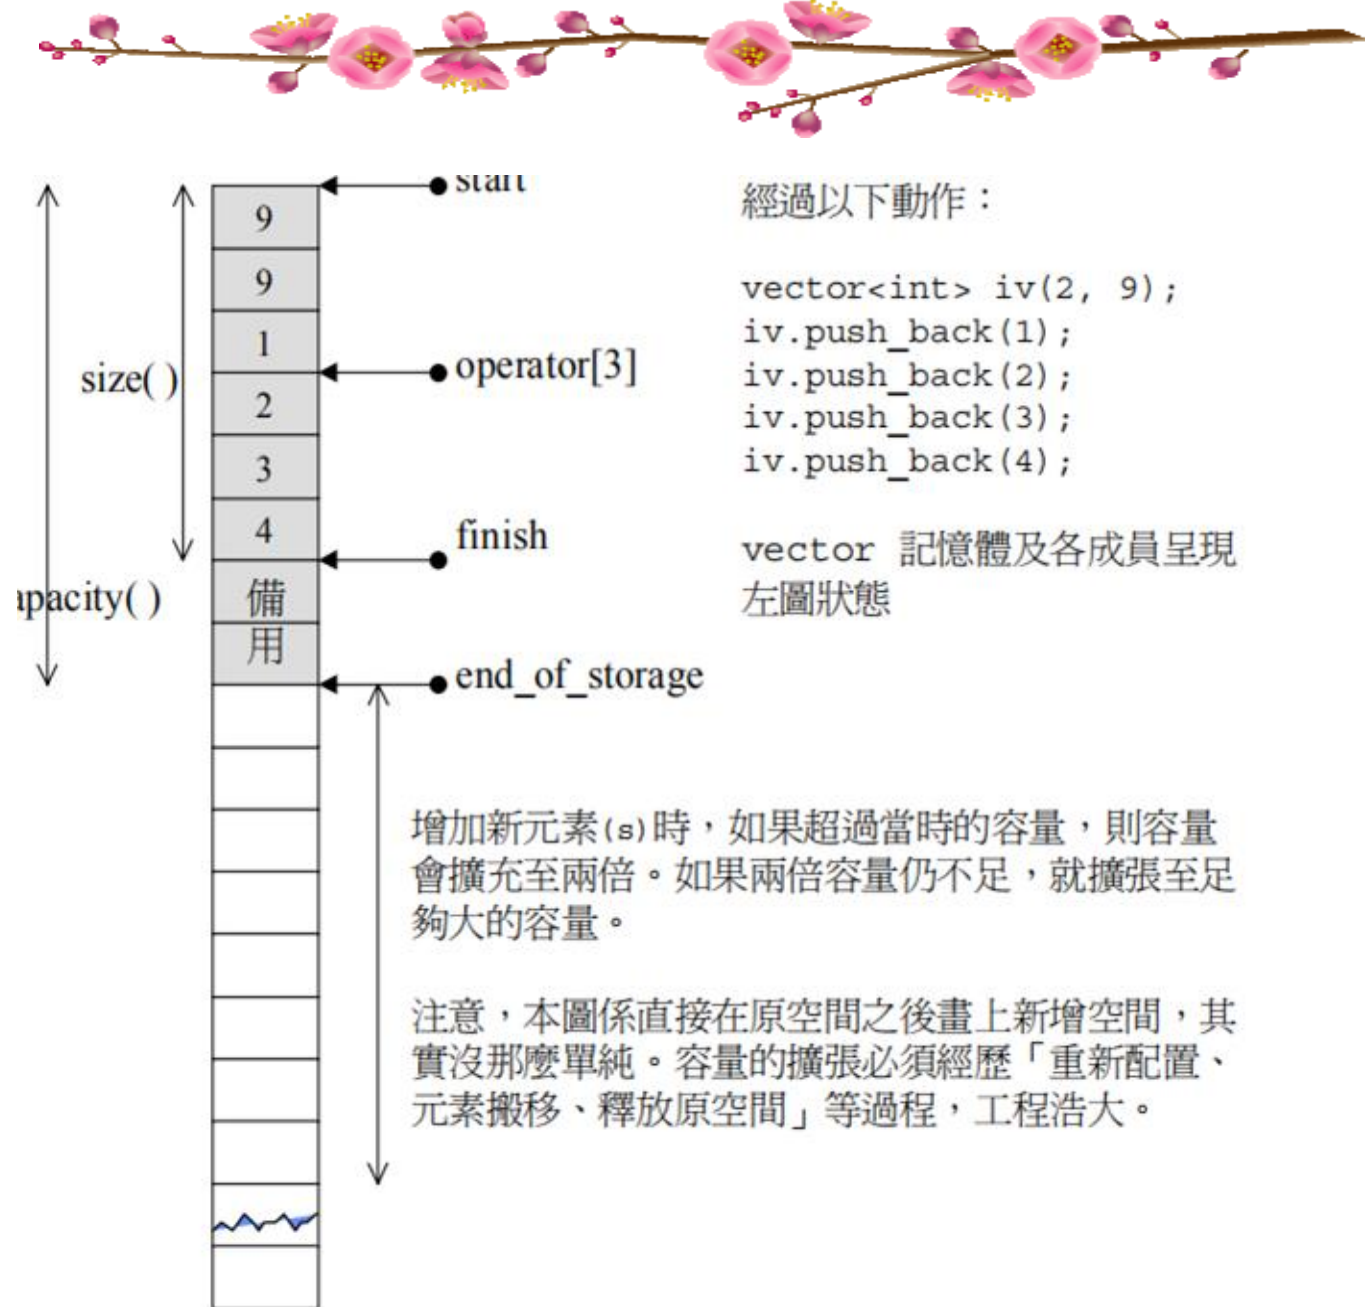 start
9
9
1
2
3
4
備
用
size( )
apacity( )
operator[3]
finish
end_of_storage
經過以下動作：
vector<int> iv(2, 9);
iv.push_back(1);
iv.push_back(2);
iv.push_back(3);
iv.push_back(4);
vector 記憶體及各成員呈現
左圖狀態
增加新元素(s)時，如果超過當時的容量，則容量
會擴充至兩倍。如果兩倍容量仍不足，就擴張至足
夠大的容量。
注意，本圖係直接在原空間之後畫上新增空間，其
實沒那麼單純。容量的擴張必須經歷「重新配置、
元素搬移、釋放原空間」等過程，工程浩大。